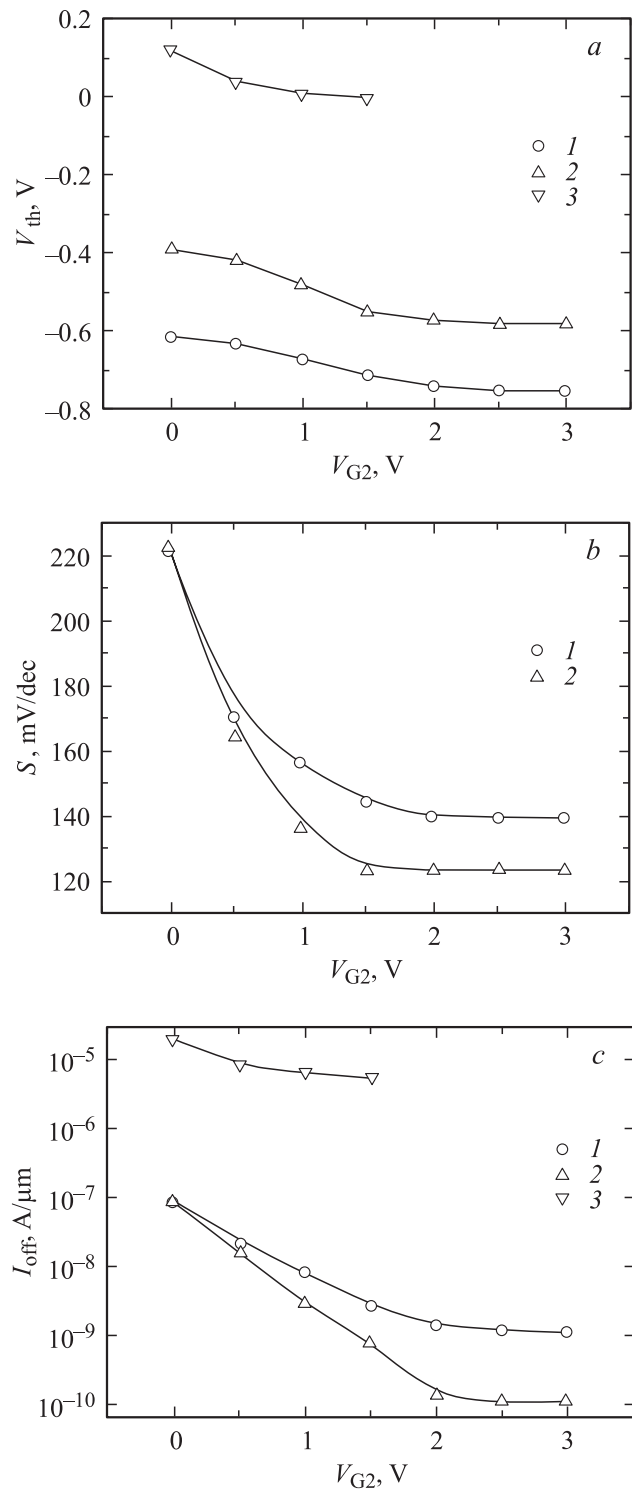 0.2
a
0
1
2
–0.2
3
V_th, V
–0.4
–0.6
–0.8
0 1 2 3
V_G2, V
b
220
200
1
2
180
S, mV/dec
160
140
120
0 1 2 3
V_G2, V
c
10^–5
10^–6
1
2
10^–7
3
I_off, A/μm
10^–8
10^–9
10^–10
0 1 2 3
V_G2, V